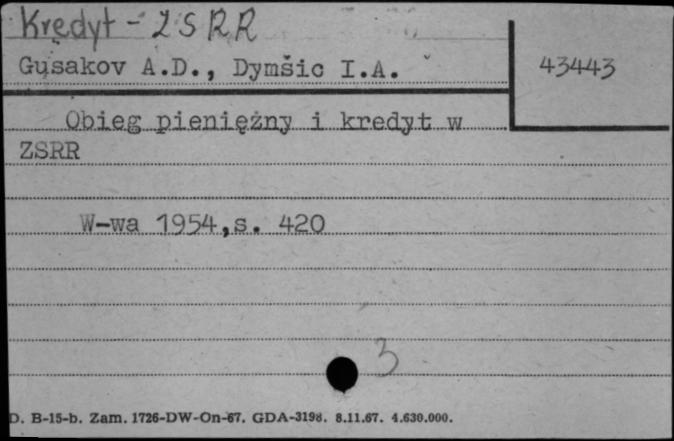 Kredyt - ZSRR
Gusakov A.D., Dymšic I.A.
43443
Obieg pieniężny i kredyt w
ZSRR
W-wa 1954,s. 420
3
D. B-15-b. Zam. 1726-DW-On-67. GDA-3198. 8.11.67. 4.630.000.